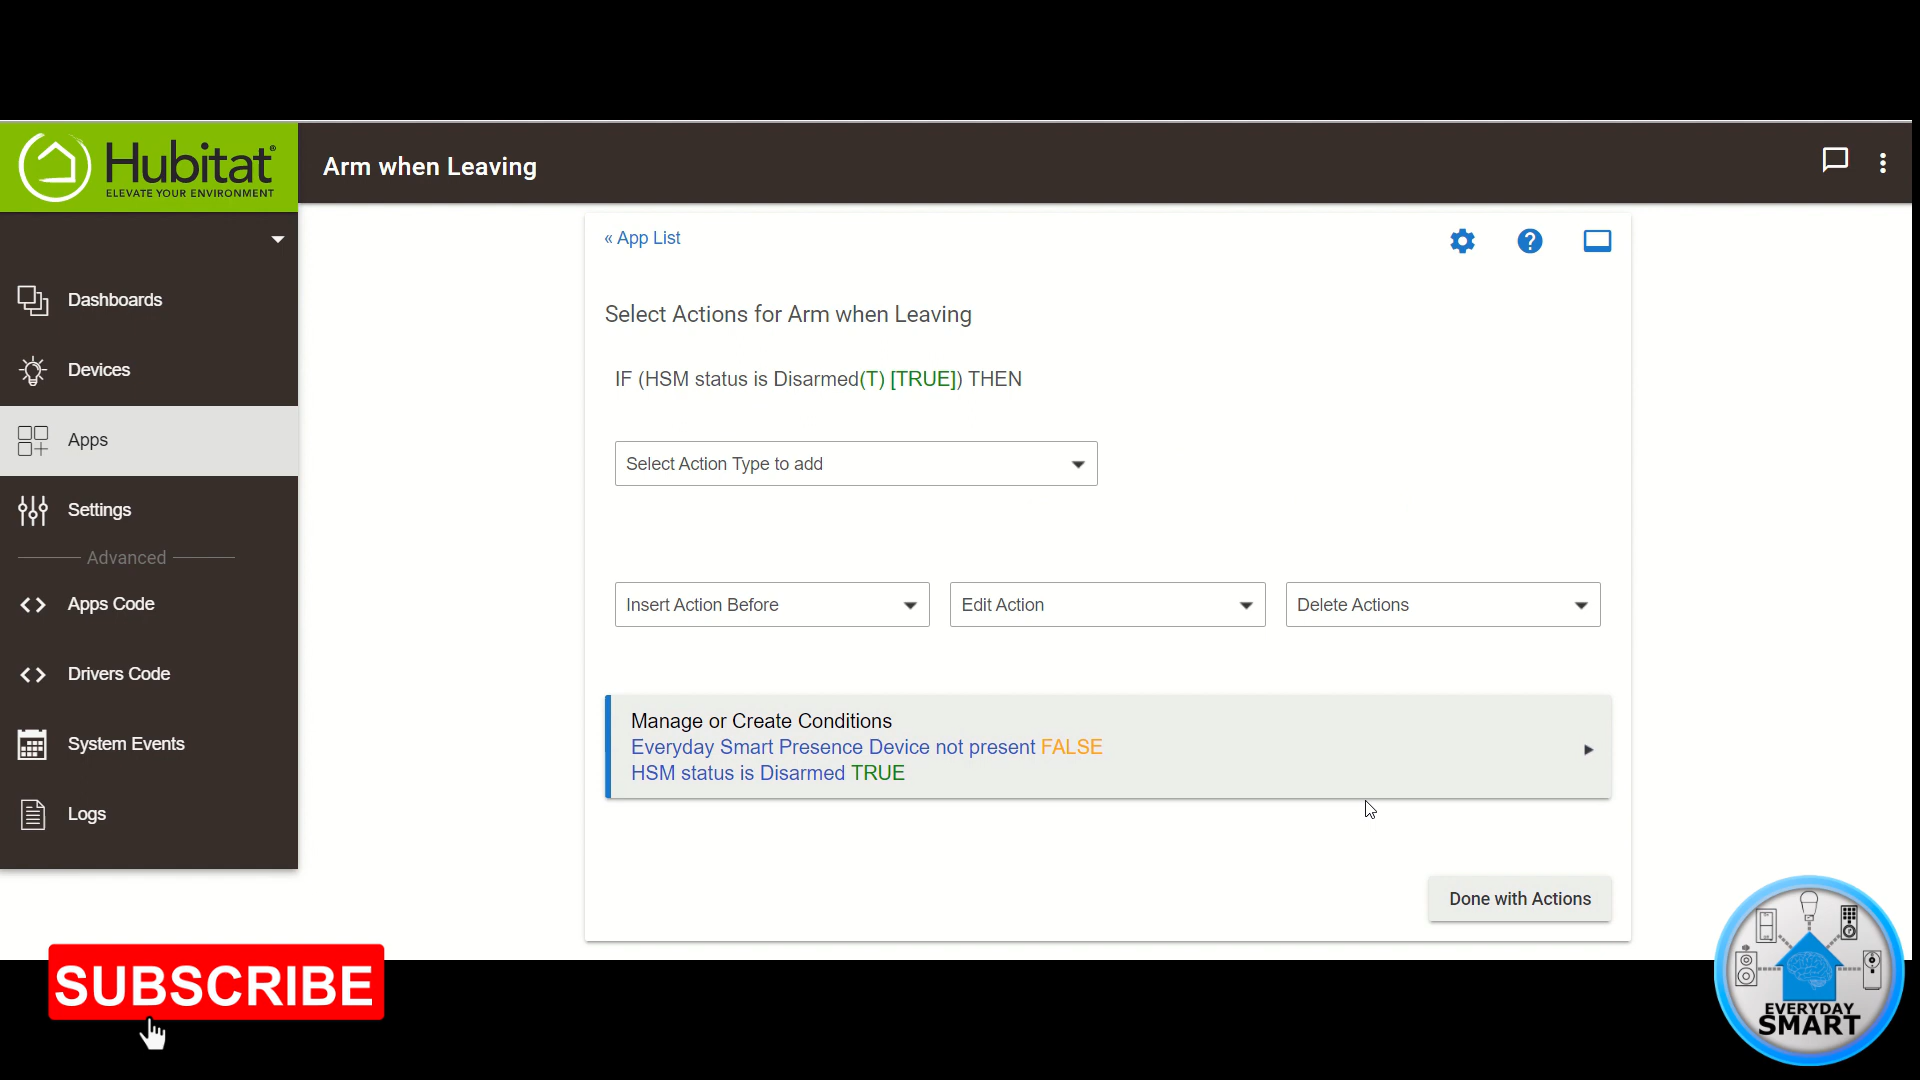 Hubitat®
ELEVATE YOUR ENVIRONMENT
Arm when Leaving
« App List
Dashboards
Devices
Apps
Settings
Advanced
Apps Code
Drivers Code
System Events
Logs
Select Actions for Arm when Leaving
IF (HSM status is Disarmed(T) [TRUE]) THEN
Select Action Type to add
Insert Action Before
Edit Action
Delete Actions
Manage or Create Conditions
Everyday Smart Presence Device not present FALSE
HSM status is Disarmed TRUE
Done with Actions
SUBSCRIBE
EVERYDAY
SMART